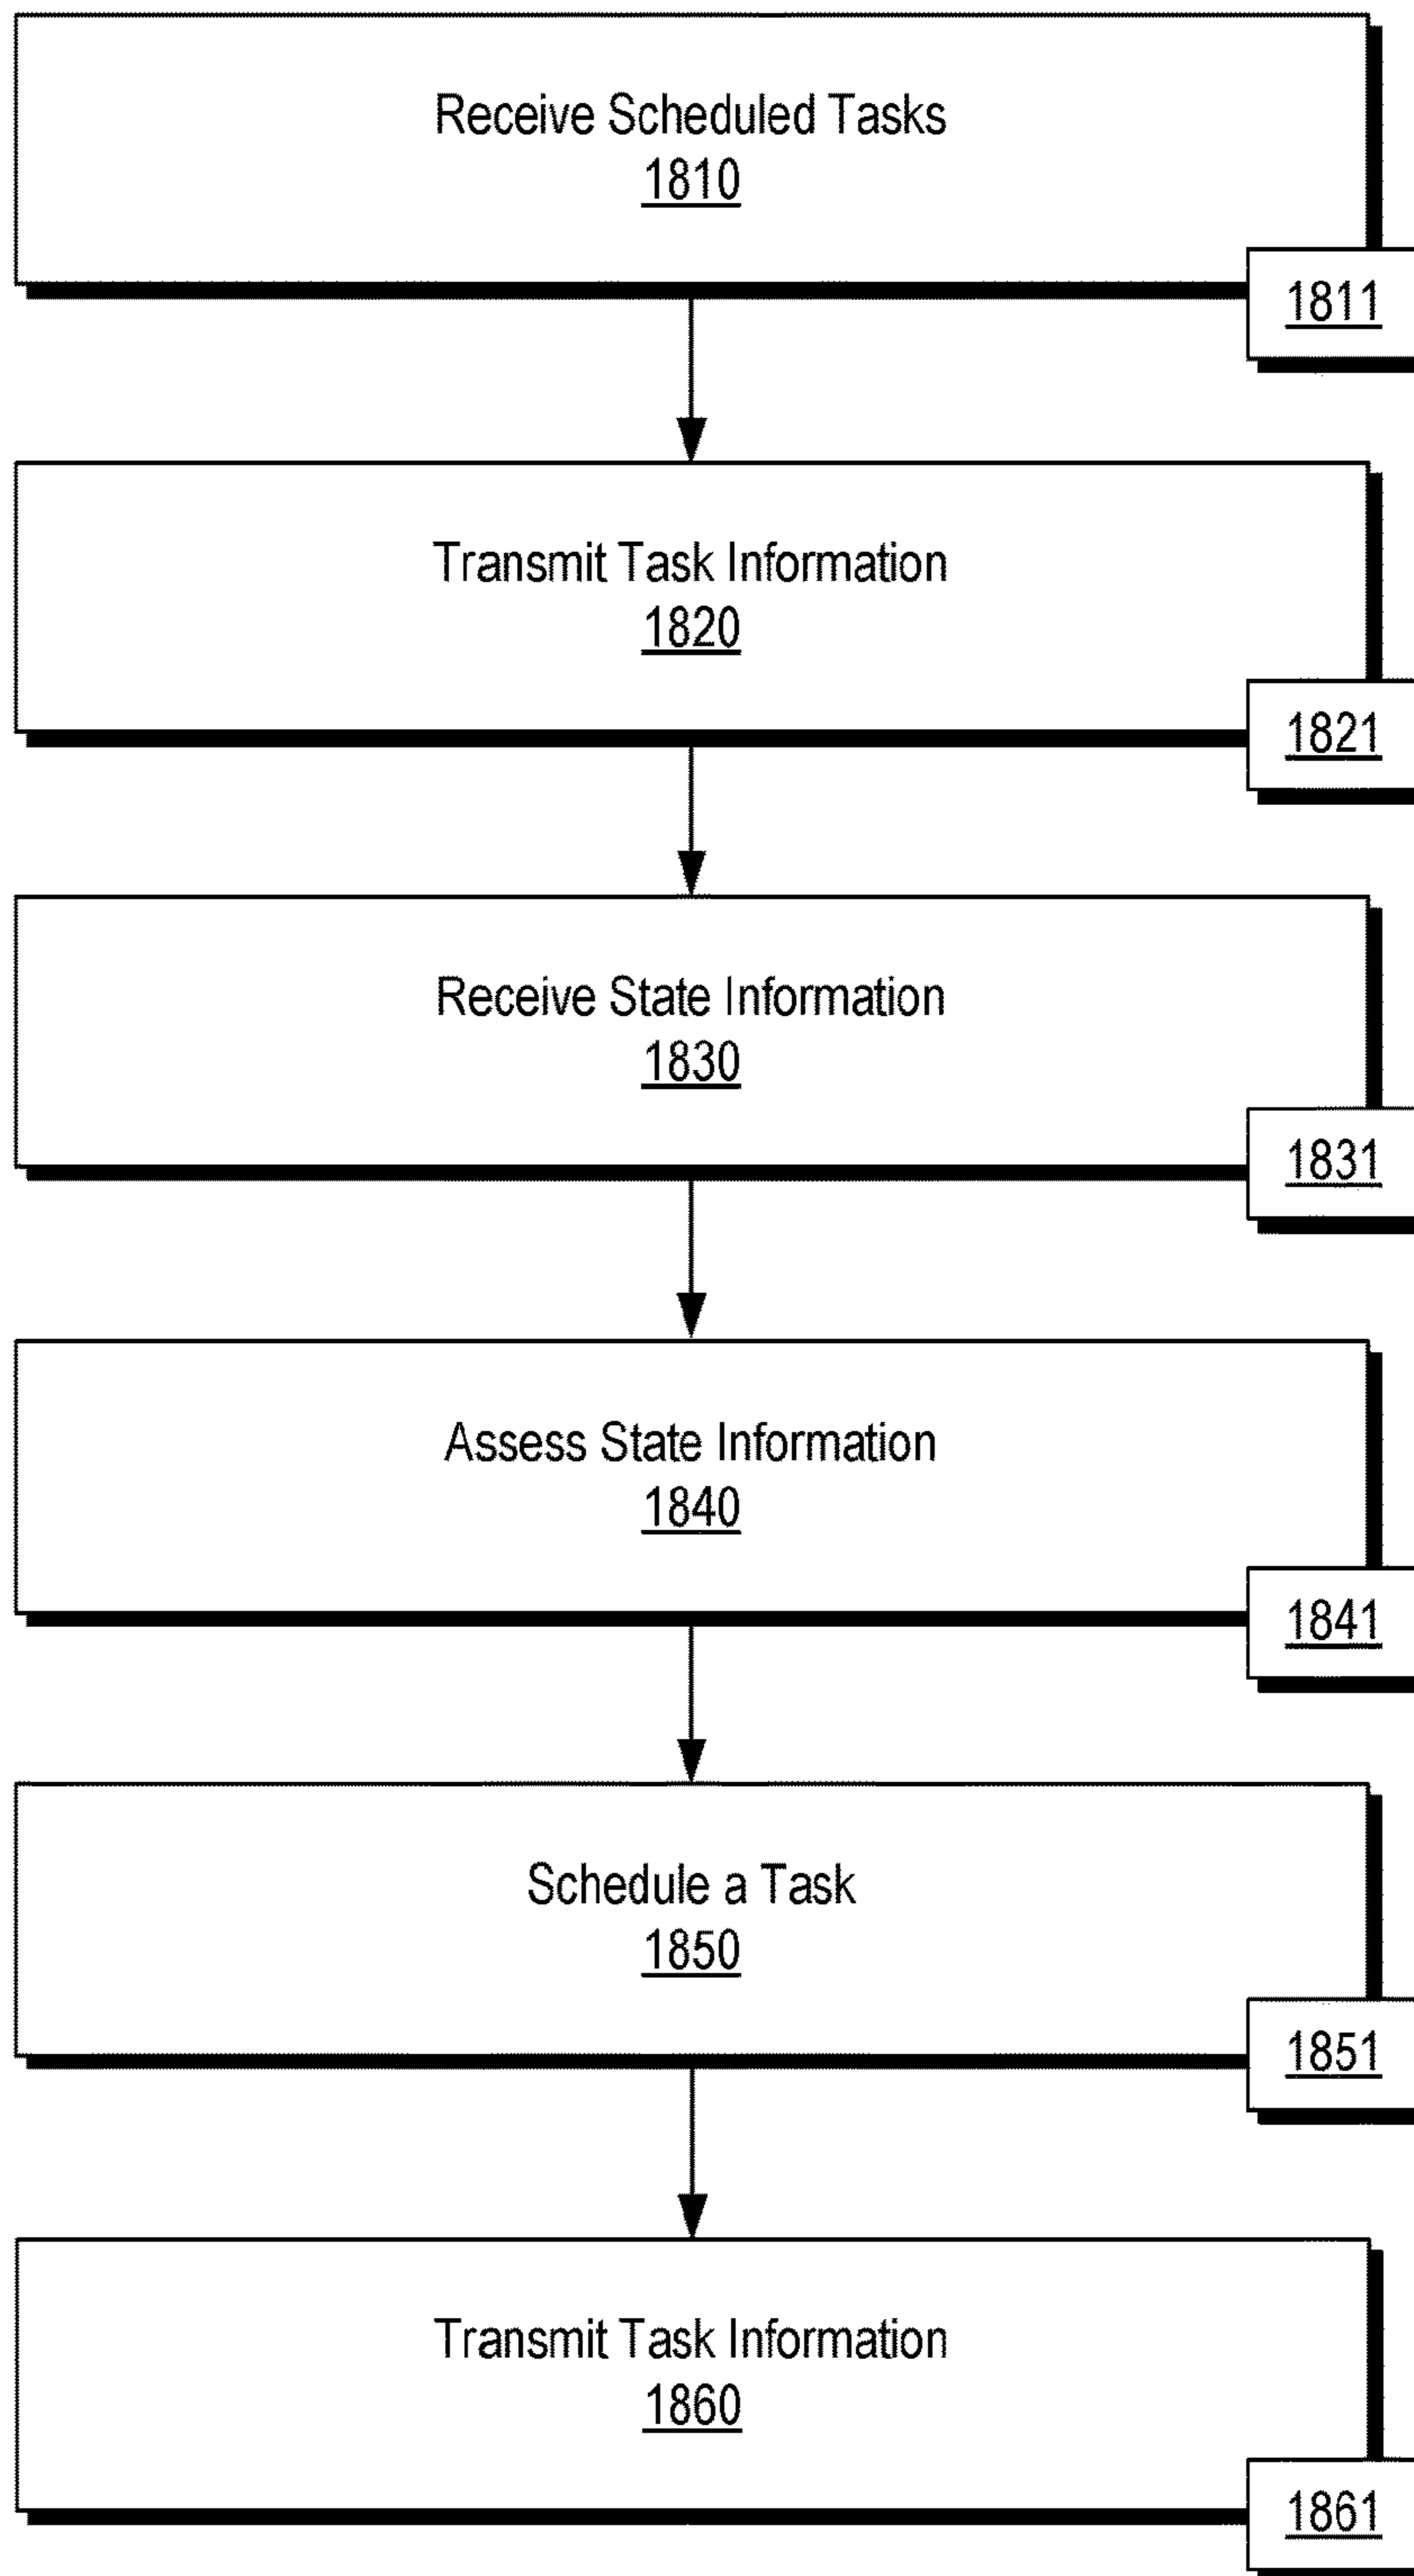 Receive Scheduled Tasks
1810
1811
Transmit Task Information
1820
1821
Receive State Information
1830
1831
Assess State Information
1840
1841
Schedule a Task
1850
1851
Transmit Task Information
1860
1861